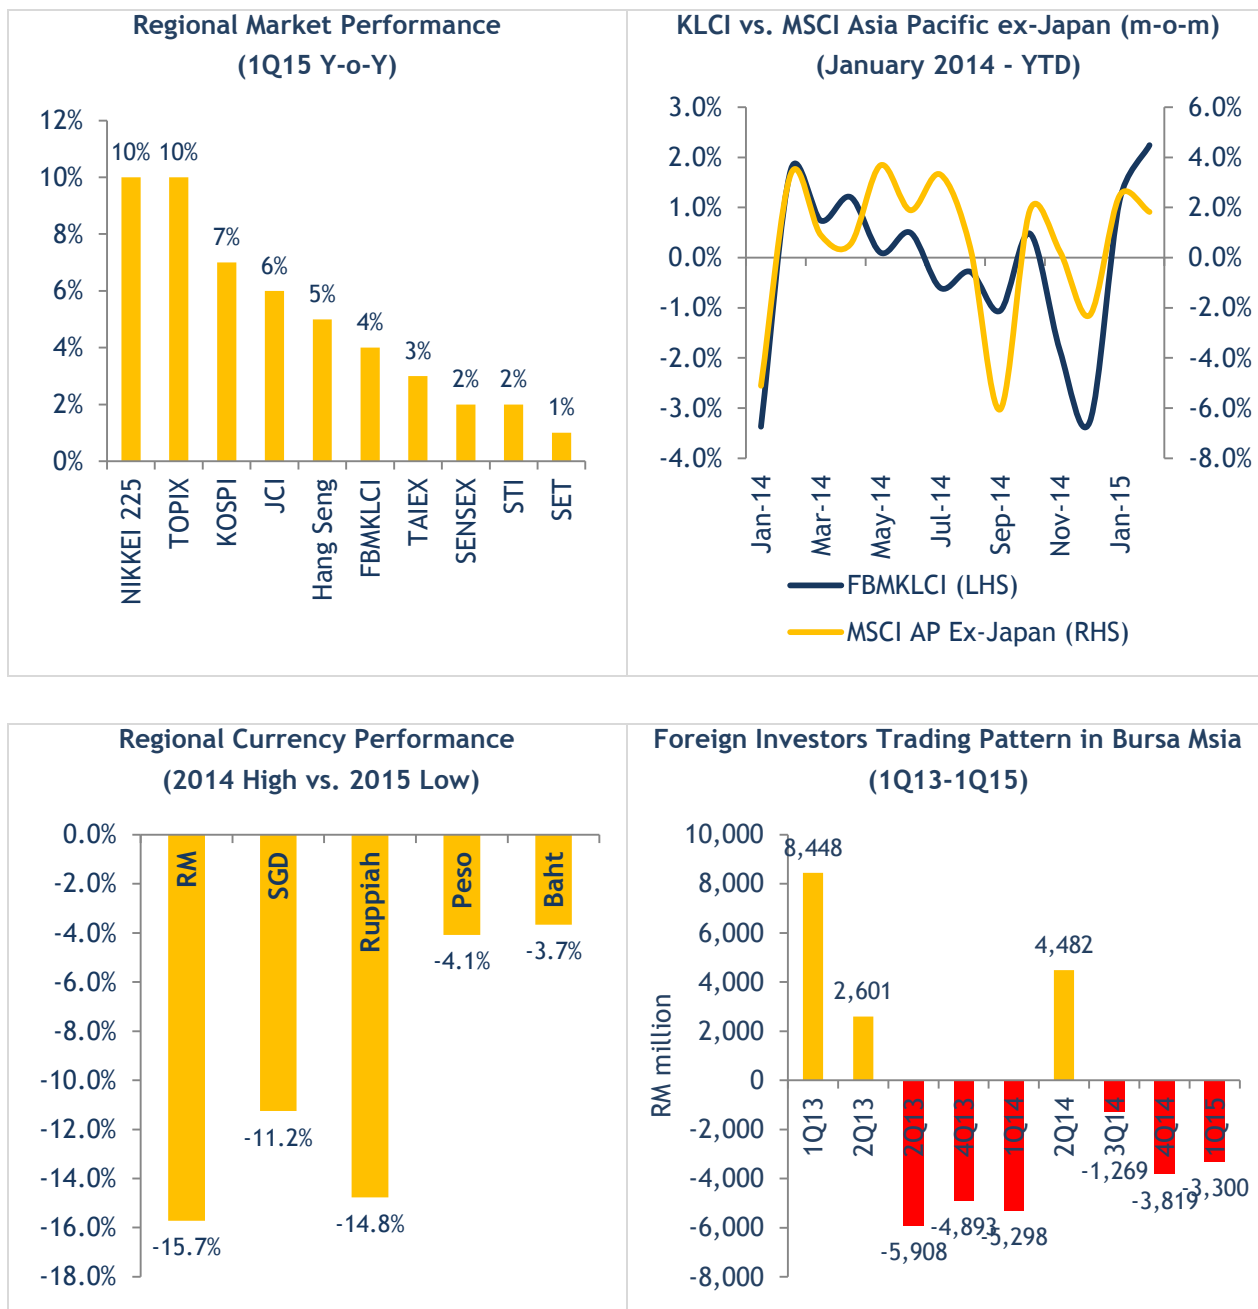 Regional Market Performance
(1Q15 Y-o-Y)
12%
10%
8%
6%
4%
2%
0%
10%
10%
7%
6%
5%
4%
3%
2%
2%
1%
NIKKEI 225
TOPIX
KOSPI
JCI
Hang Seng
FBMKLCI
TAIEX
SENSEX
STI
SET
KLCI vs. MSCI Asia Pacific ex-Japan (m-o-m)
(January 2014 - YTD)
3.0%
2.0%
1.0%
0.0%
-1.0%
-2.0%
-3.0%
-4.0%
6.0%
4.0%
2.0%
0.0%
-2.0%
-4.0%
-6.0%
-8.0%
Jan-14
Mar-14
May-14
Jul-14
Sep-14
Nov-14
Jan-15
FBMKLCI (LHS)
MSCI AP Ex-Japan (RHS)
Regional Currency Performance
(2014 High vs. 2015 Low)
0.0%
-2.0%
-4.0%
-6.0%
-8.0%
-10.0%
-12.0%
-14.0%
-16.0%
-18.0%
RM
SGD
Ruppiah
Peso
Baht
-15.7%
-11.2%
-14.8%
-4.1%
-3.7%
Foreign Investors Trading Pattern in Bursa Msia
(1Q13-1Q15)
RM million
10,000
8,000
6,000
4,000
2,000
0
-2,000
-4,000
-6,000
-8,000
8,448
2,601
-5,908
-4,893
-5,298
4,482
-1,269
-3,819
-3,300
1Q13
2Q13
2Q13
4Q13
1Q14
2Q14
3Q14
4Q14
1Q15